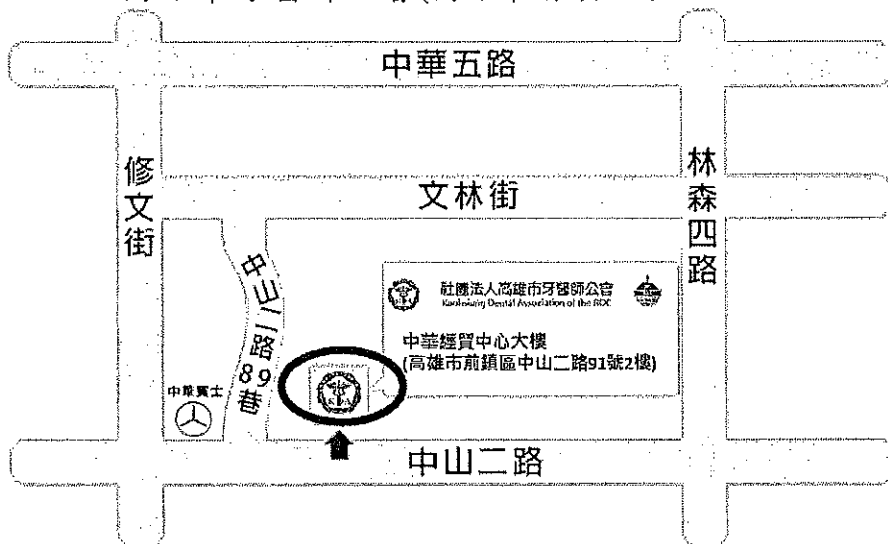 中華五路
修文街
文林街
林森四路
中山二路89巷
社團法人高雄市牙醫師公會
Kaohsiung Dental Association of the ROC
中華經貿中心大樓
(高雄市前鎮區中山二路91號2樓)
中華賓士
KDA
中山二路